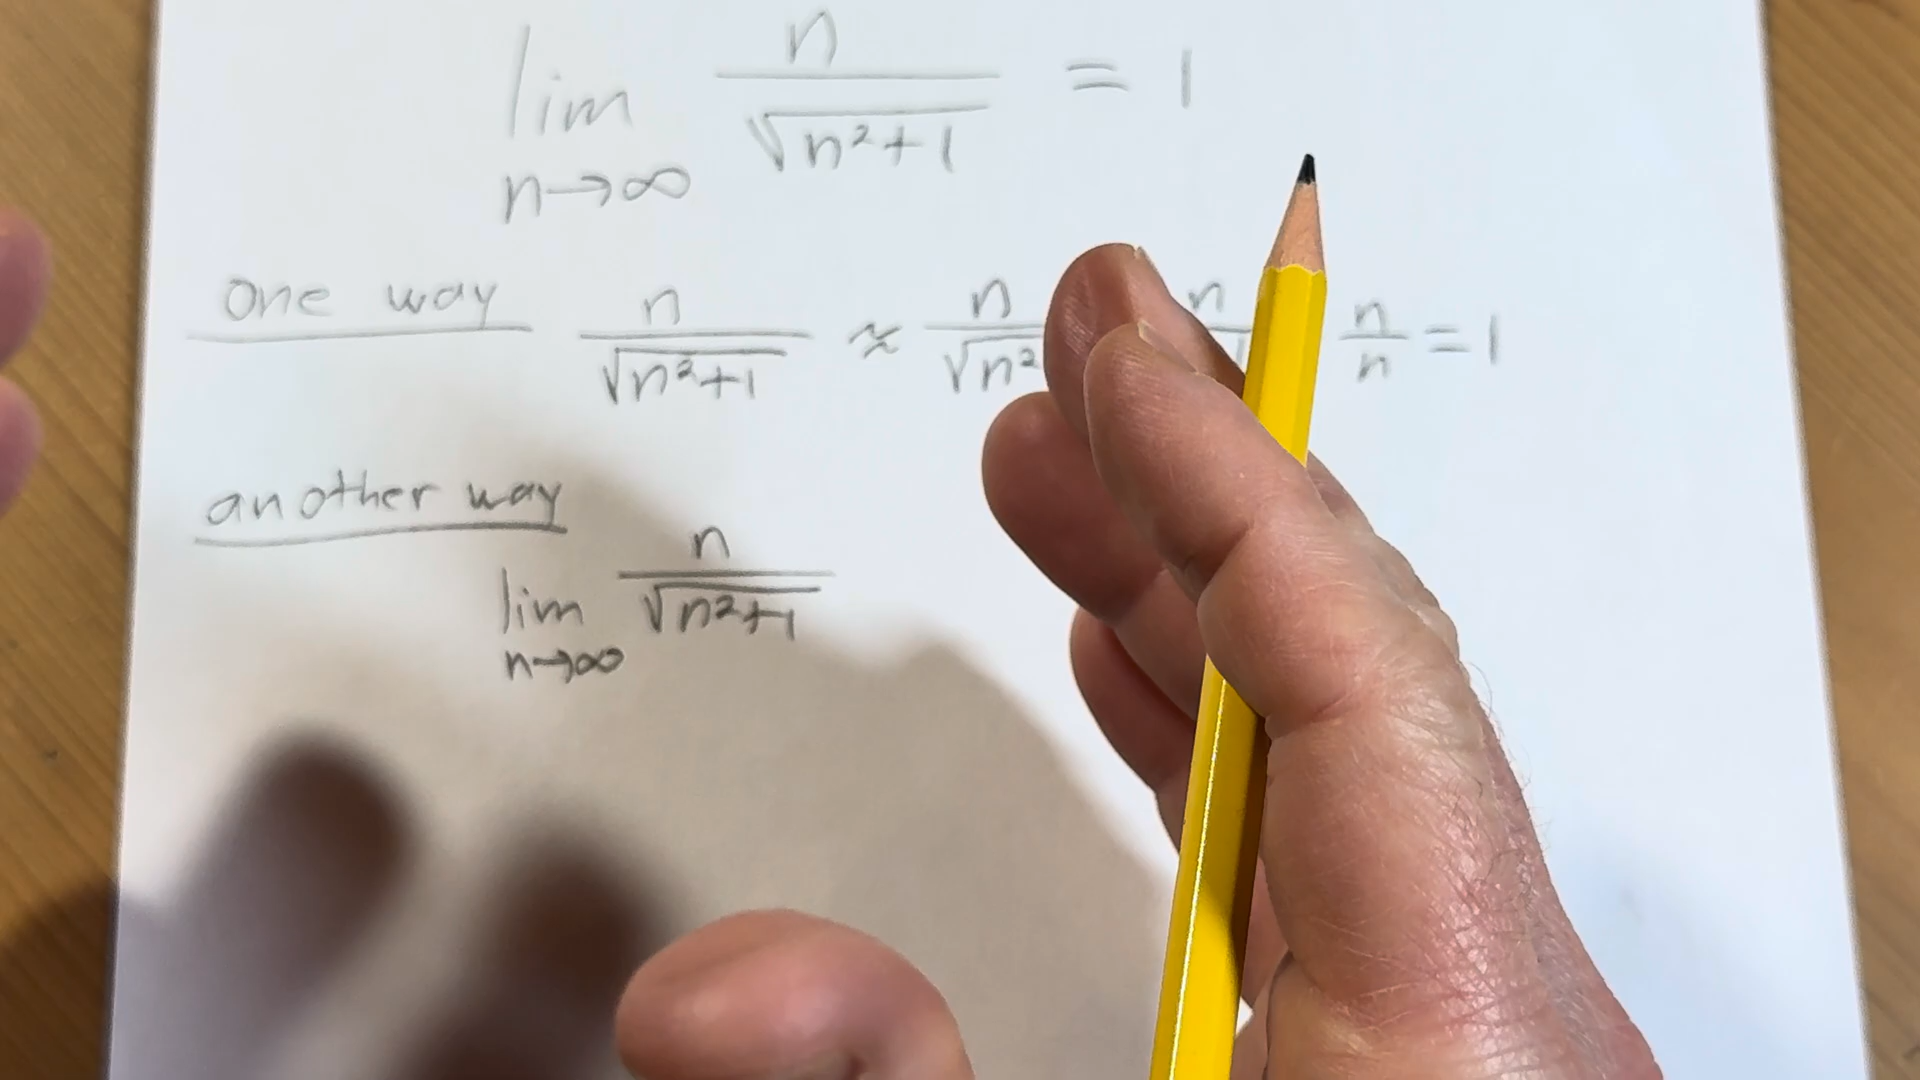 lim n→∞ n/√(n²+1) = 1
one way n/√(n²+1) ≈ n/√n² n n/n = 1
another way
lim n→∞ n/√(n²+1)